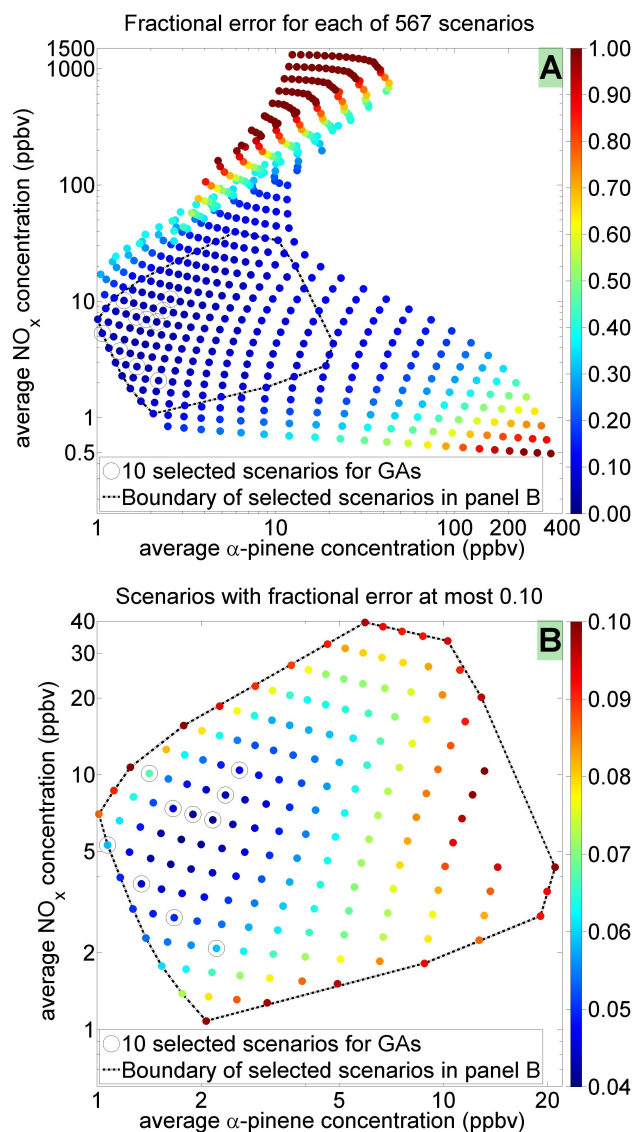 Fractional error for each of 567 scenarios
A
average NOx concentration (ppbv)
1500
1000
100
10
1
0.5
1.00
0.90
0.80
0.70
0.60
0.50
0.40
0.30
0.20
0.10
0.00
10 selected scenarios for GAs
Boundary of selected scenarios in panel B
1 10 100 200 400
average α-pinene concentration (ppbv)
Scenarios with fractional error at most 0.10
B
average NOx concentration (ppbv)
40
30
20
10
5
2
1
0.10
0.09
0.08
0.07
0.06
0.05
0.04
10 selected scenarios for GAs
Boundary of selected scenarios in panel B
1 2 5 10 20
average α-pinene concentration (ppbv)